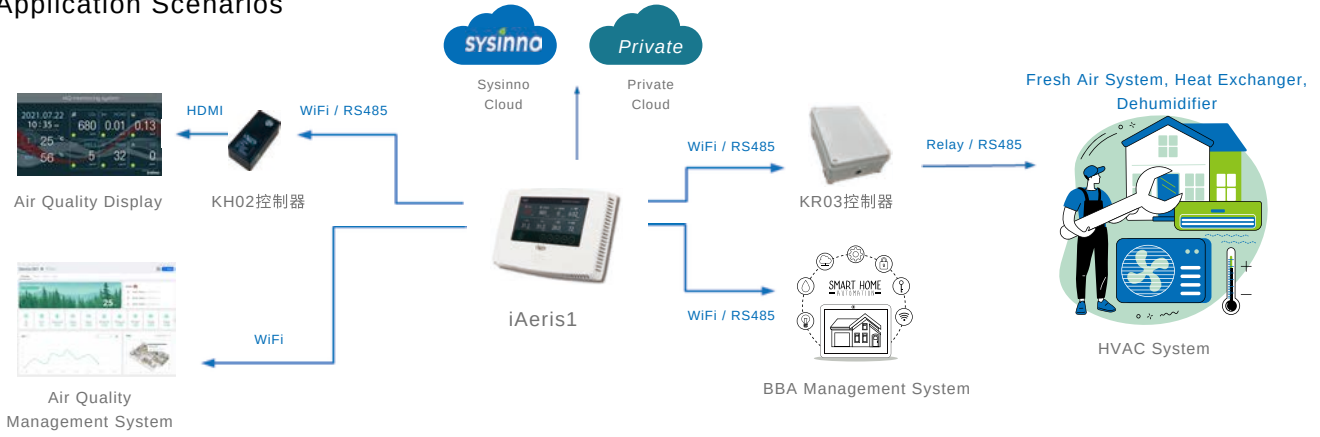 Application Scenarios
sysinno
Private
Sysinno
Cloud
Private
Cloud
Fresh Air System, Heat Exchanger,
Dehumidifier
HDMI
WiFi / RS485
2021.07.22
10:35
680
0.01
0.13
25
56
5
32
0
Air Quality Display
KH02控制器
WiFi / RS485
KR03控制器
Relay / RS485
iAeris1
WiFi
25
Air Quality
Management System
SMART HOME
AUTOMATION
WiFi / RS485
BBA Management System
HVAC System